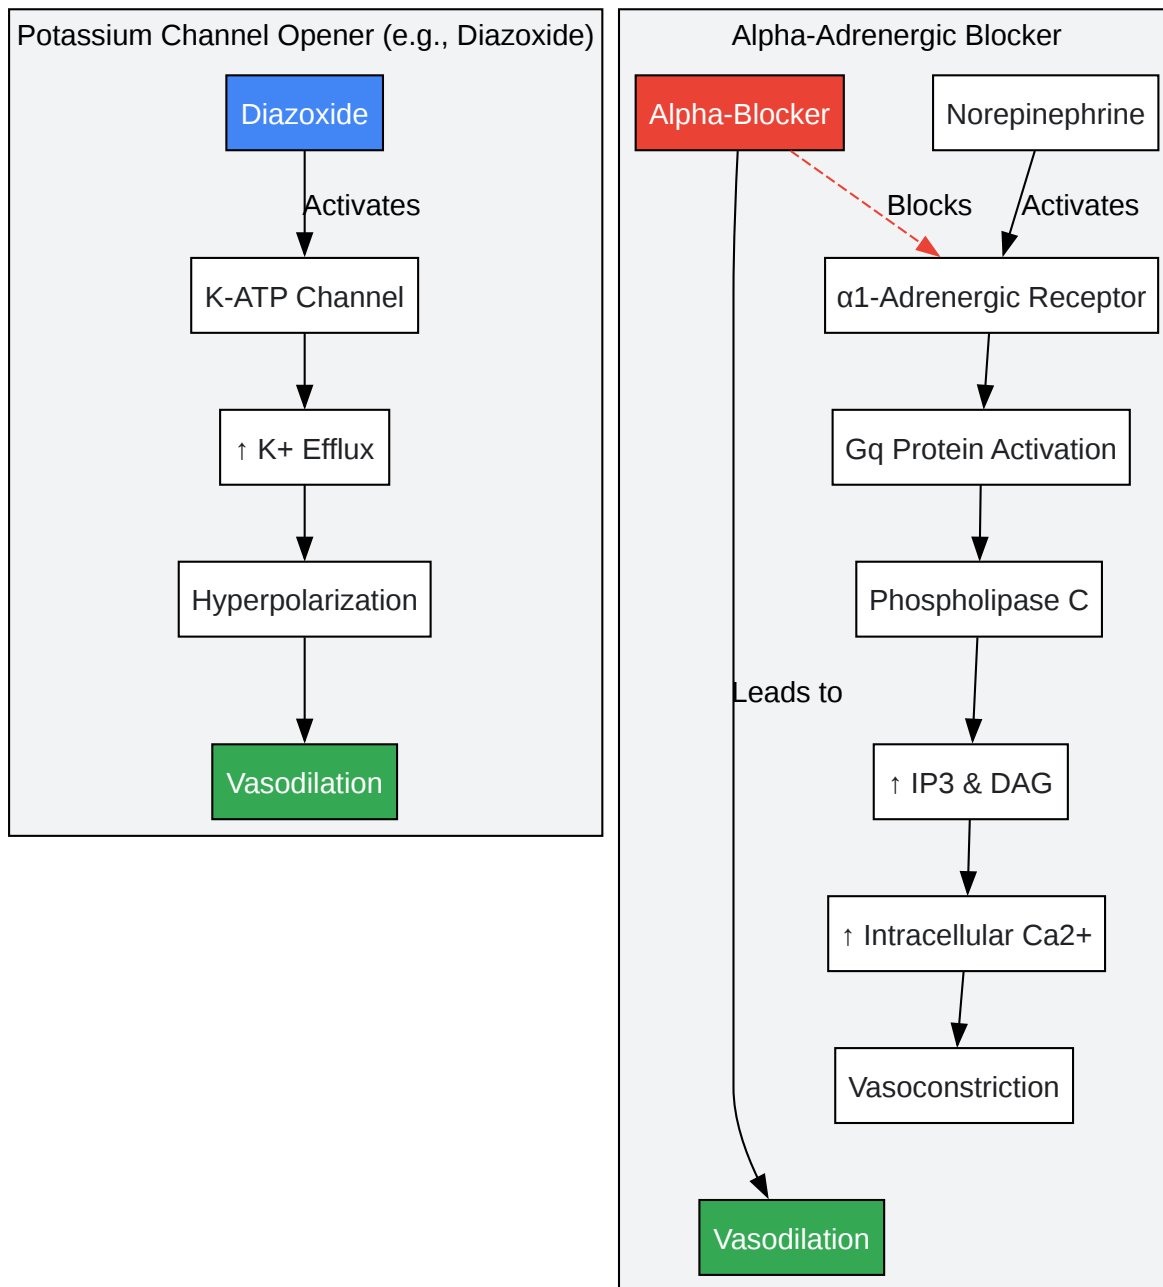 Potassium Channel Opener (e.g., Diazoxide)
Diazoxide
Activates
K-ATP Channel
↑ K+ Efflux
Hyperpolarization
Vasodilation
Alpha-Adrenergic Blocker
Alpha-Blocker
Norepinephrine
Blocks
Activates
α1-Adrenergic Receptor
Gq Protein Activation
Phospholipase C
Leads to
↑ IP3 & DAG
↑ Intracellular Ca2+
Vasoconstriction
Vasodilation